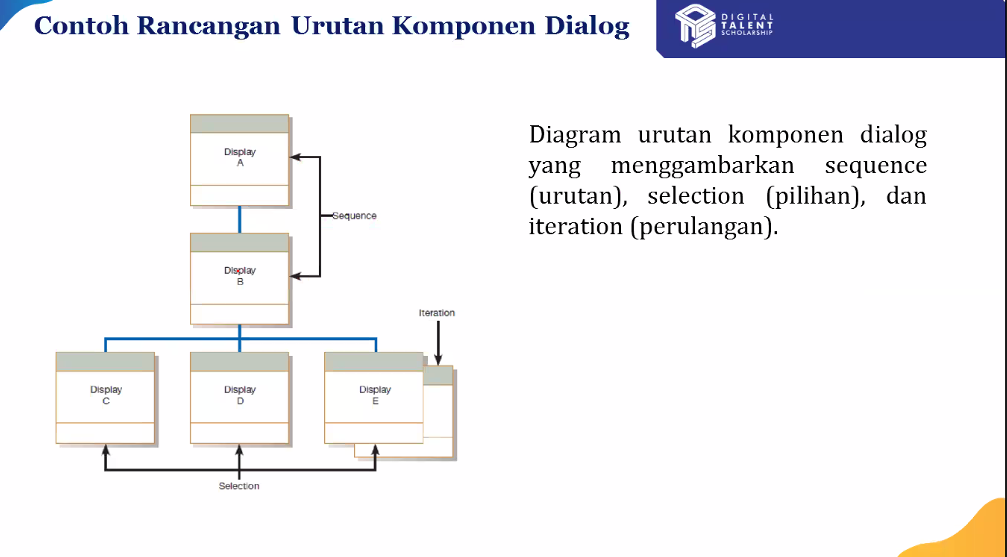 Contoh Rancangan Urutan Komponen Dialog
DIGITAL
TALENT
SCHOLARSHIP
Display
A
Sequence
Display
B
Iteration
Display
C
Display
D
Display
E
Selection
Diagram urutan komponen dialog
yang menggambarkan sequence
(urutan), selection (pilihan), dan
iteration (perulangan).